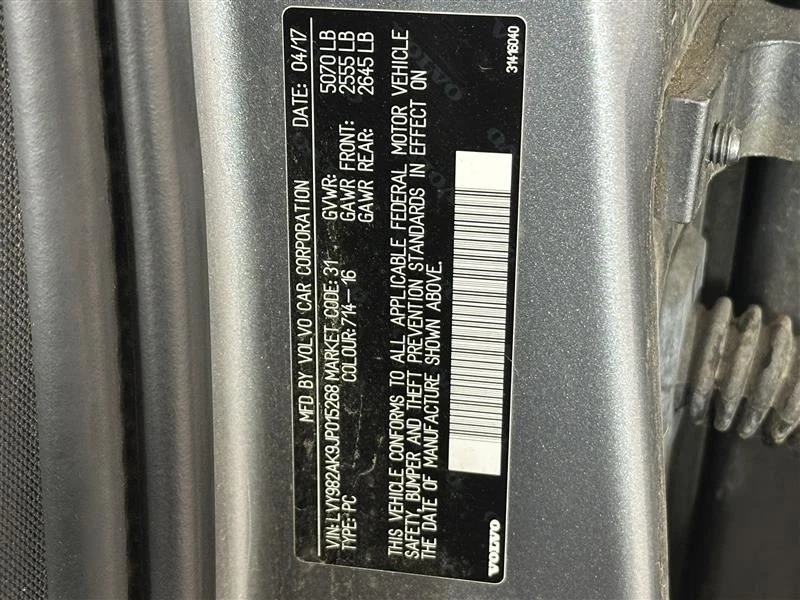 MFD BY VOLVO CAR CORPORATION DATE: 04/17
VIN: LVY982AK9JP015268 MARKET CODE: 31 GVWR: 5070 LB
TYPE: PC COLOUR: 714-16 GAWR FRONT: 2555 LB
GAWR REAR: 2645 LB
THIS VEHICLE CONFORMS TO ALL APPLICABLE FEDERAL MOTOR VEHICLE
SAFETY, BUMPER AND THEFT PREVENTION STANDARDS IN EFFECT ON
THE DATE OF MANUFACTURE SHOWN ABOVE.
VOLVO 31416040